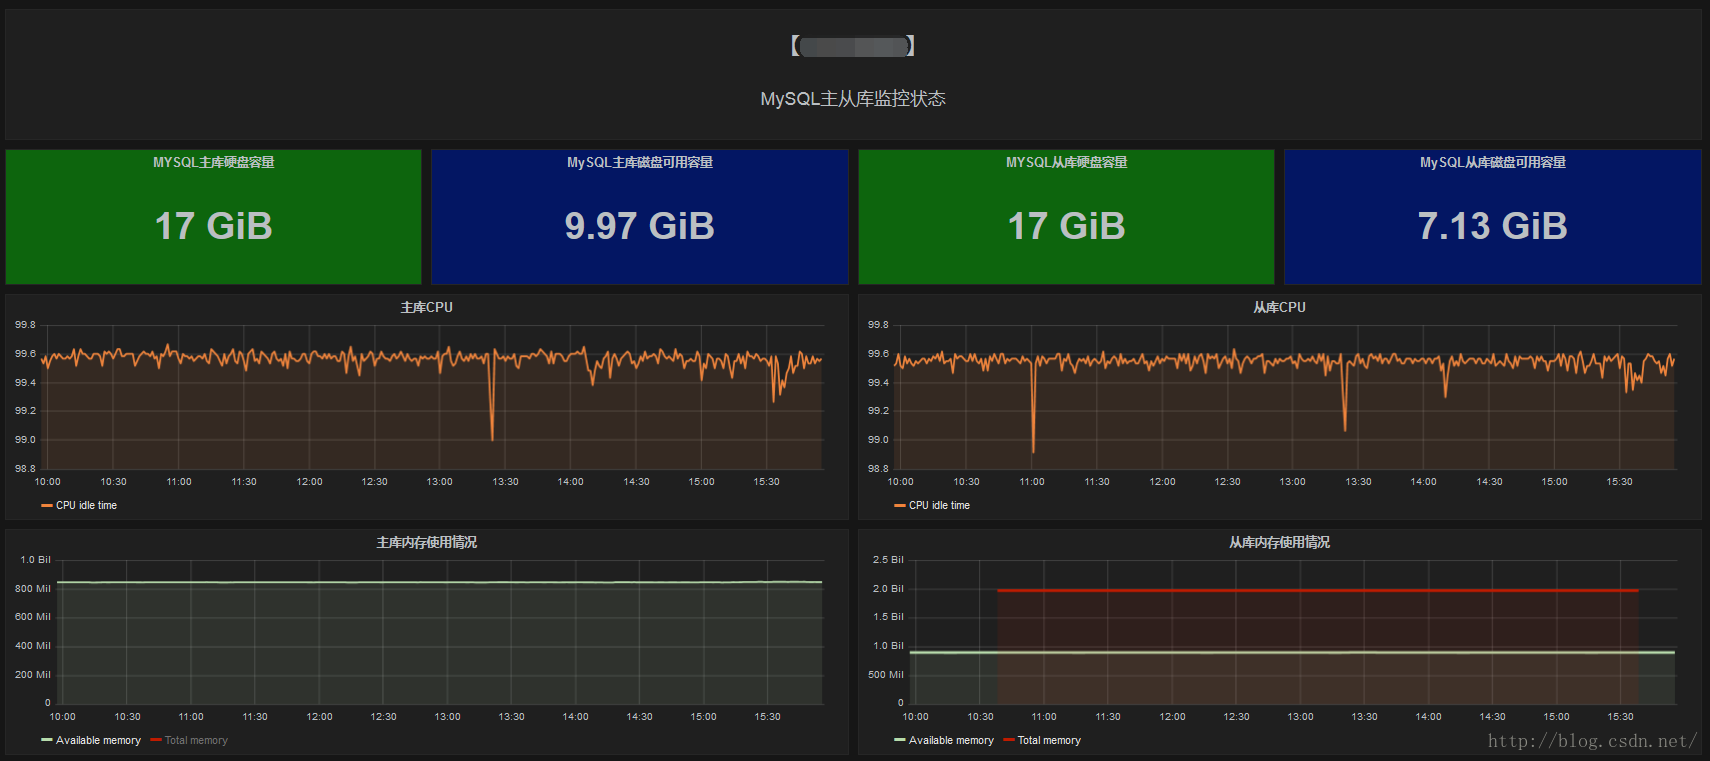 【 】
MySQL主从库监控状态
MYSQL主库硬盘容量
17 GiB
MySQL主库磁盘可用容量
9.97 GiB
MYSQL从库硬盘容量
17 GiB
MySQL从库磁盘可用容量
7.13 GiB
主库CPU
99.8
99.6
99.4
99.2
99.0
98.8
10:00 10:30 11:00 11:30 12:00 12:30 13:00 13:30 14:00 14:30 15:00 15:30
CPU idle time
从库CPU
99.8
99.6
99.4
99.2
99.0
98.8
10:00 10:30 11:00 11:30 12:00 12:30 13:00 13:30 14:00 14:30 15:00 15:30
CPU idle time
主库内存使用情况
1.0 Bil
800 Mil
600 Mil
400 Mil
200 Mil
0
10:00 10:30 11:00 11:30 12:00 12:30 13:00 13:30 14:00 14:30 15:00 15:30
Available memory Total memory
从库内存使用情况
2.5 Bil
2.0 Bil
1.5 Bil
1.0 Bil
500 Mil
0
10:00 10:30 11:00 11:30 12:00 12:30 13:00 13:30 14:00 14:30 15:00 15:30
Available memory Total memory
http://blog.csdn.net/